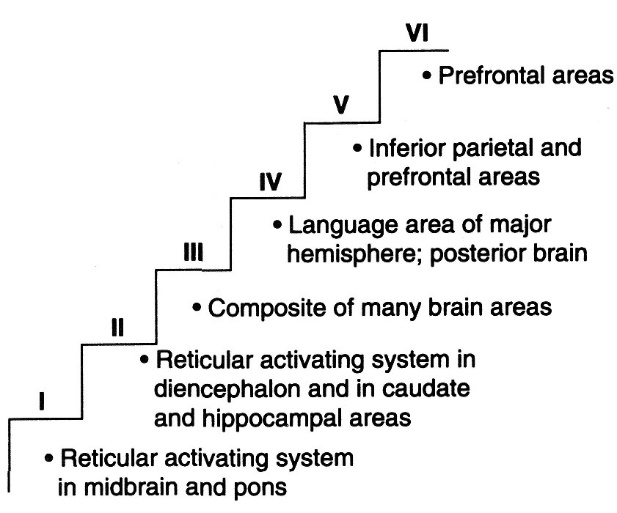 VI
• Prefrontal areas
V
• Inferior parietal and
prefrontal areas
IV
• Language area of major
hemisphere; posterior brain
III
• Composite of many brain areas
II
• Reticular activating system in
diencephalon and in caudate
and hippocampal areas
I
• Reticular activating system
in midbrain and pons